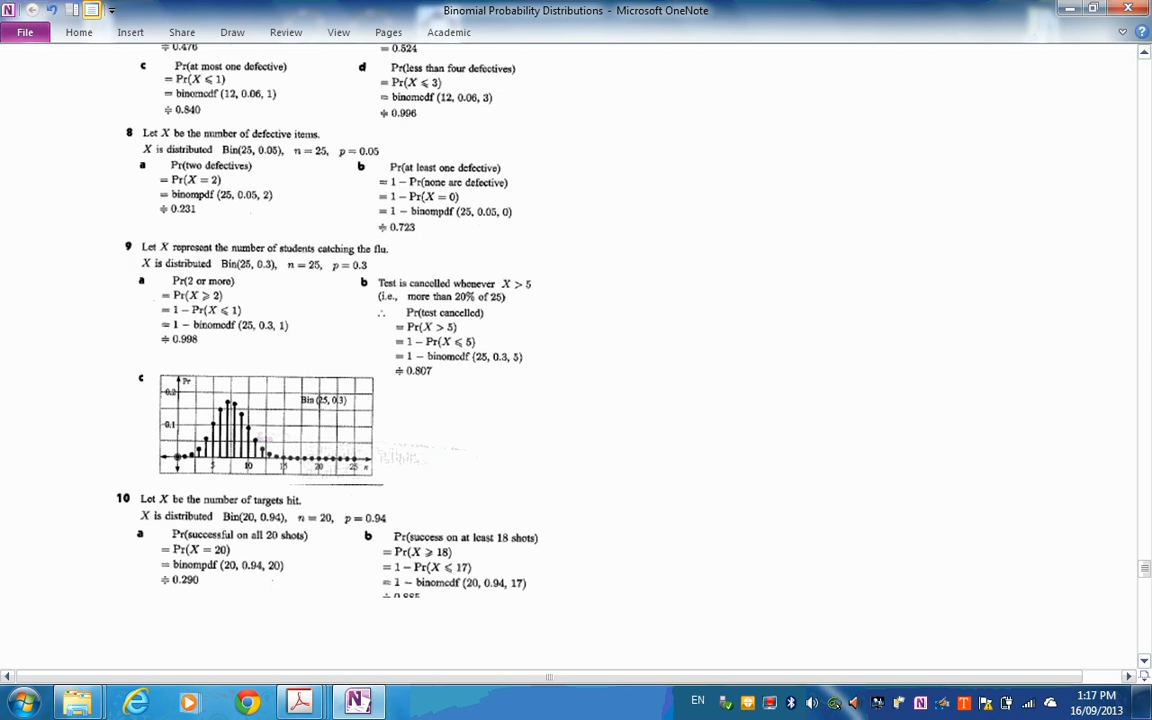 Binomial Probability Distributions - Microsoft OneNote
File Home Insert Share Draw Review View Pages Academic
≑ 0.476
= 0.524
c Pr(at most one defective)
= Pr(X ⩽ 1)
= binomcdf (12, 0.06, 1)
≑ 0.840
d Pr(less than four defectives)
= Pr(X ⩽ 3)
= binomcdf (12, 0.06, 3)
≑ 0.996
8 Let X be the number of defective items.
X is distributed Bin(25, 0.05), n = 25, p = 0.05
a Pr(two defectives)
= Pr(X = 2)
= binompdf (25, 0.05, 2)
≑ 0.231
b Pr(at least one defective)
= 1 − Pr(none are defective)
= 1 − Pr(X = 0)
= 1 − binompdf (25, 0.05, 0)
≑ 0.723
9 Let X represent the number of students catching the flu.
X is distributed Bin(25, 0.3), n = 25, p = 0.3
a Pr(2 or more)
= Pr(X ⩾ 2)
= 1 − Pr(X ⩽ 1)
= 1 − binomcdf (25, 0.3, 1)
≑ 0.998
b Test is cancelled whenever X > 5
(i.e., more than 20% of 25)
∴ Pr(test cancelled)
= Pr(X > 5)
= 1 − Pr(X ⩽ 5)
= 1 − binomcdf (25, 0.3, 5)
≑ 0.807
c
Pr
0.2
Bin (25, 0.3)
0.1
5 10 15 20 25 n
10 Let X be the number of targets hit.
X is distributed Bin(20, 0.94), n = 20, p = 0.94
a Pr(successful on all 20 shots)
= Pr(X = 20)
= binompdf (20, 0.94, 20)
≑ 0.290
b Pr(success on at least 18 shots)
= Pr(X ⩾ 18)
= 1 − Pr(X ⩽ 17)
= 1 − binomcdf (20, 0.94, 17)
≑ 0.885
EN
1:17 PM
16/09/2013